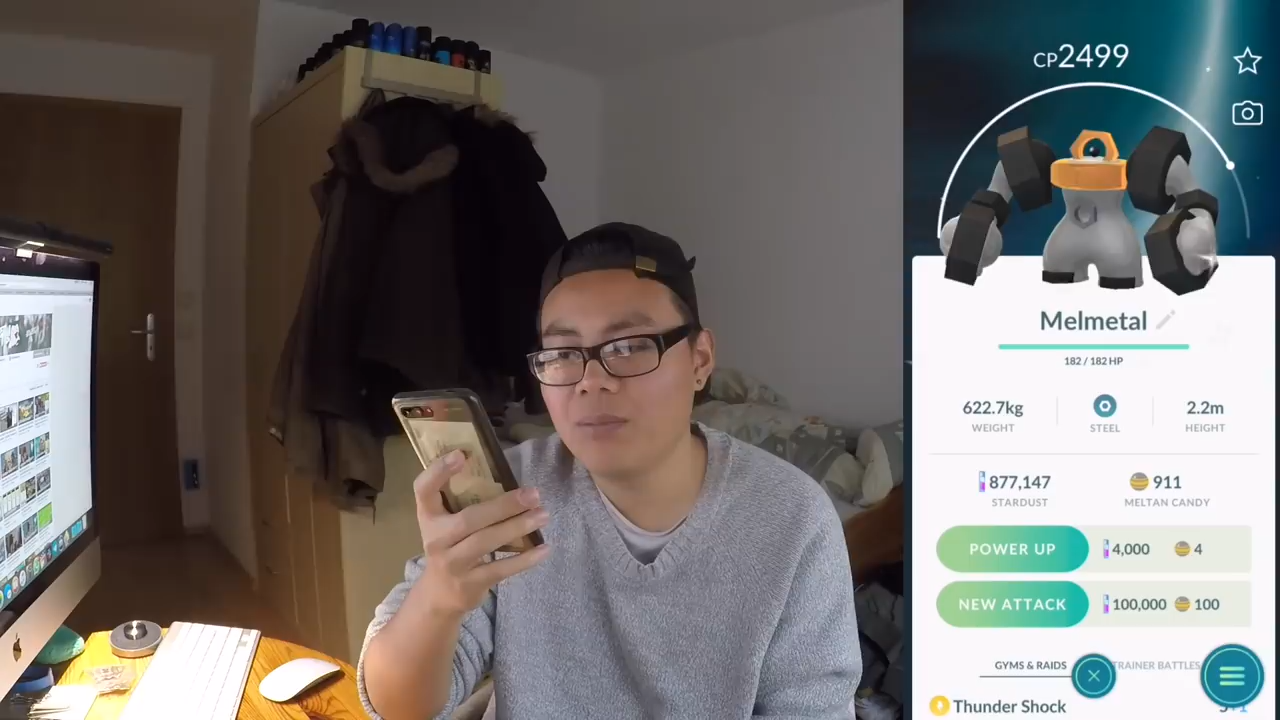 CP2499
Melmetal
182 / 182 HP
622.7kg
WEIGHT
STEEL
2.2m
HEIGHT
877,147
STARDUST
911
MELTAN CANDY
POWER UP
4,000
4
NEW ATTACK
100,000
100
GYMS & RAIDS
TRAINER BATTLES
Thunder Shock